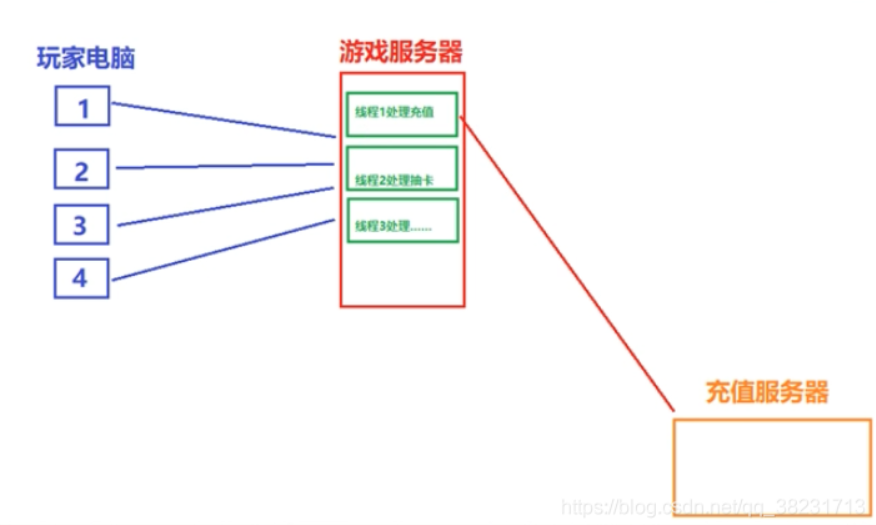 玩家电脑
游戏服务器
1
2
3
4
线程1处理充值
线程2处理抽卡
线程3处理……
充值服务器
https://blog.csdn.net/qq_38231713